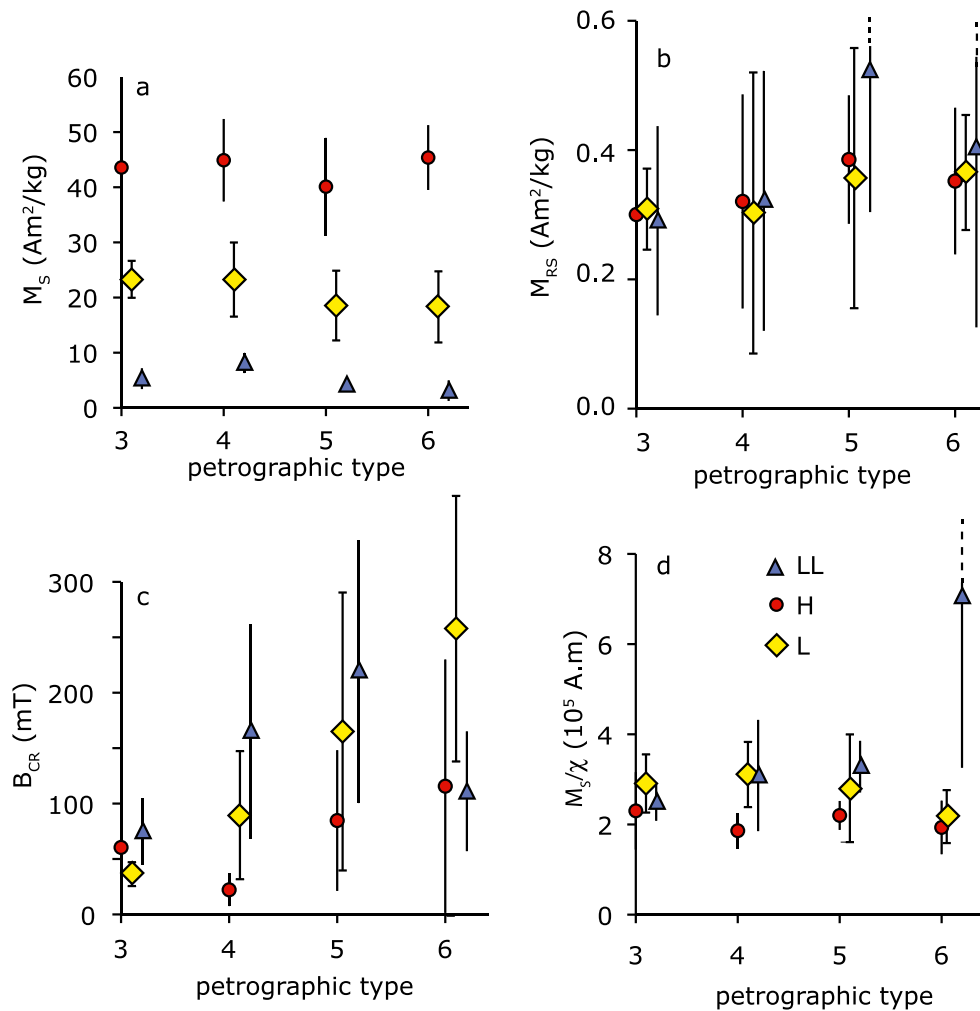 a
60
50
40
30
20
10
0
M_S (Am²/kg)
3 4 5 6
petrographic type
b
0.6
0.4
0.2
0.0
M_RS (Am²/kg)
3 4 5 6
petrographic type
c
300
200
100
0
B_CR (mT)
3 4 5 6
petrographic type
d
8
6
4
2
0
M_S/χ (10⁵ A.m)
LL
H
L
3 4 5 6
petrographic type